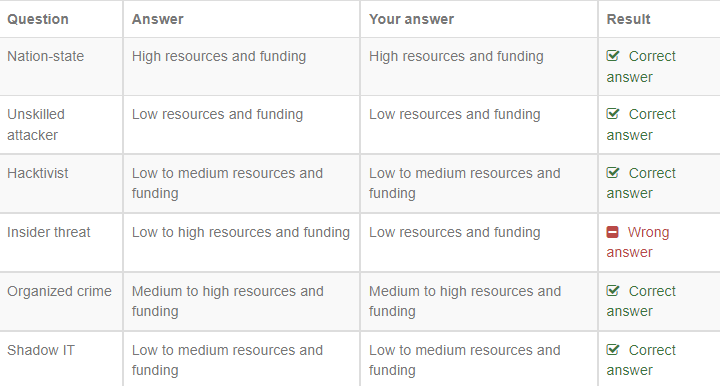 Question Answer Your answer Result
Nation-state High resources and funding High resources and funding Correct
answer
Unskilled Low resources and funding Low resources and funding Correct
attacker answer
Hacktivist Low to medium resources and Low to medium resources and Correct
funding funding answer
Insider threat Low to high resources and funding Low resources and funding Wrong
answer
Organized crime Medium to high resources and Medium to high resources and Correct
funding funding answer
Shadow IT Low to medium resources and Low to medium resources and Correct
funding funding answer